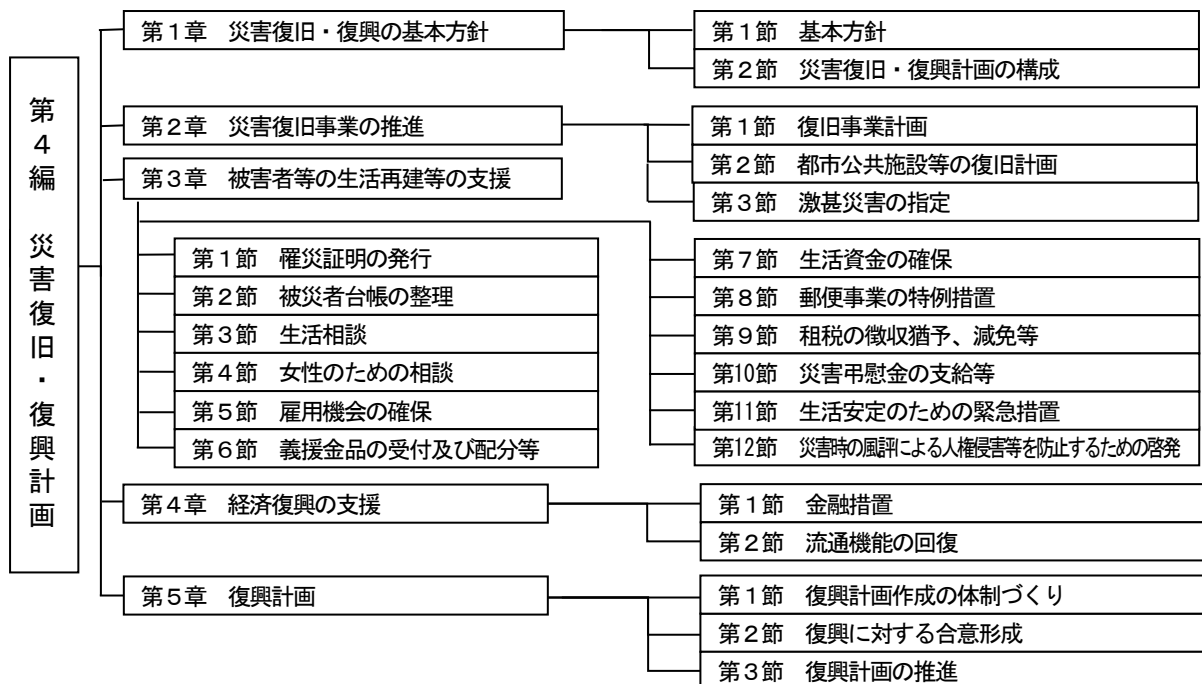 第４編　災害復旧・復興計画
第１章　災害復旧・復興の基本方針
第１節　基本方針
第２節　災害復旧・復興計画の構成
第２章　災害復旧事業の推進
第１節　復旧事業計画
第２節　都市公共施設等の復旧計画
第３節　激甚災害の指定
第３章　被害者等の生活再建等の支援
第１節　罹災証明の発行
第２節　被災者台帳の整理
第３節　生活相談
第４節　女性のための相談
第５節　雇用機会の確保
第６節　義援金品の受付及び配分等
第７節　生活資金の確保
第８節　郵便事業の特例措置
第９節　租税の徴収猶予、減免等
第10節　災害弔慰金の支給等
第11節　生活安定のための緊急措置
第12節　災害時の風評による人権侵害等を防止するための啓発
第４章　経済復興の支援
第１節　金融措置
第２節　流通機能の回復
第５章　復興計画
第１節　復興計画作成の体制づくり
第２節　復興に対する合意形成
第３節　復興計画の推進